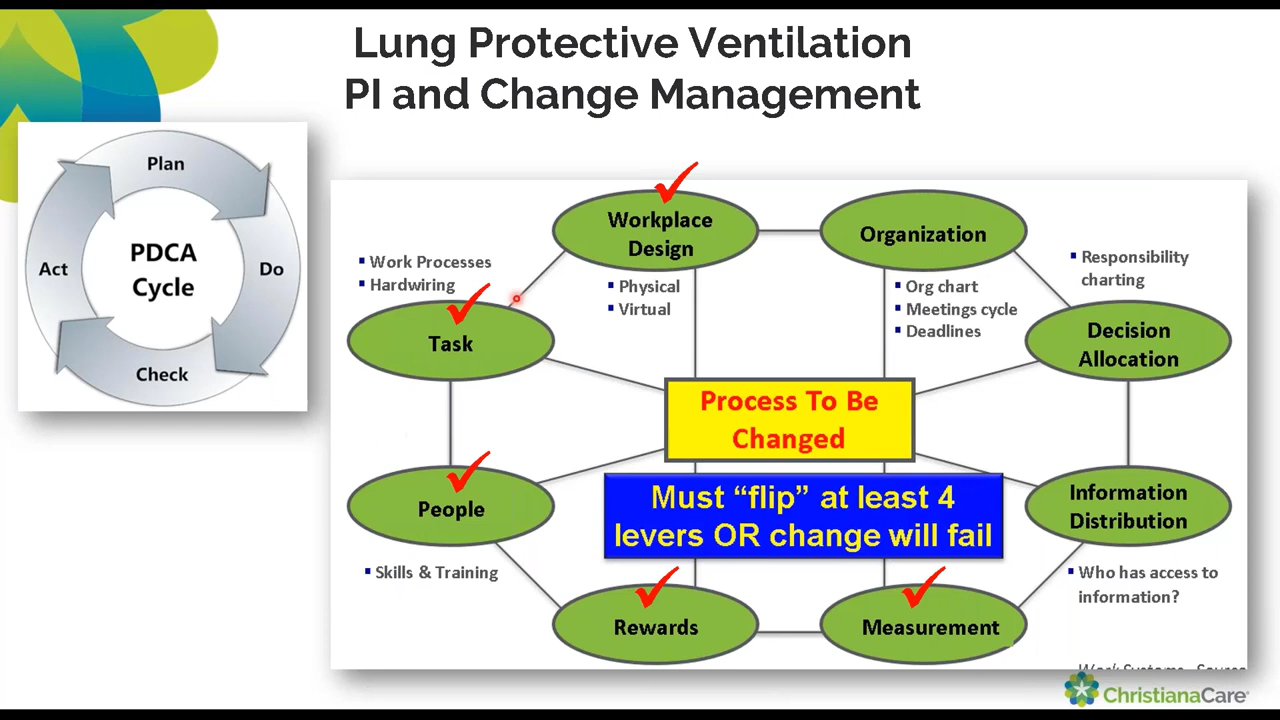 Lung Protective Ventilation
PI and Change Management
Plan
Do
Check
Act
PDCA
Cycle
Workplace
Design
▪ Physical
▪ Virtual
Organization
▪ Org chart
▪ Meetings cycle
▪ Deadlines
▪ Responsibility
charting
Decision
Allocation
▪ Work Processes
▪ Hardwiring
Task
Process To Be
Changed
Must “flip” at least 4
levers OR change will fail
People
▪ Skills & Training
Information
Distribution
▪ Who has access to
information?
Rewards
Measurement
Work Systems
ChristianaCare®